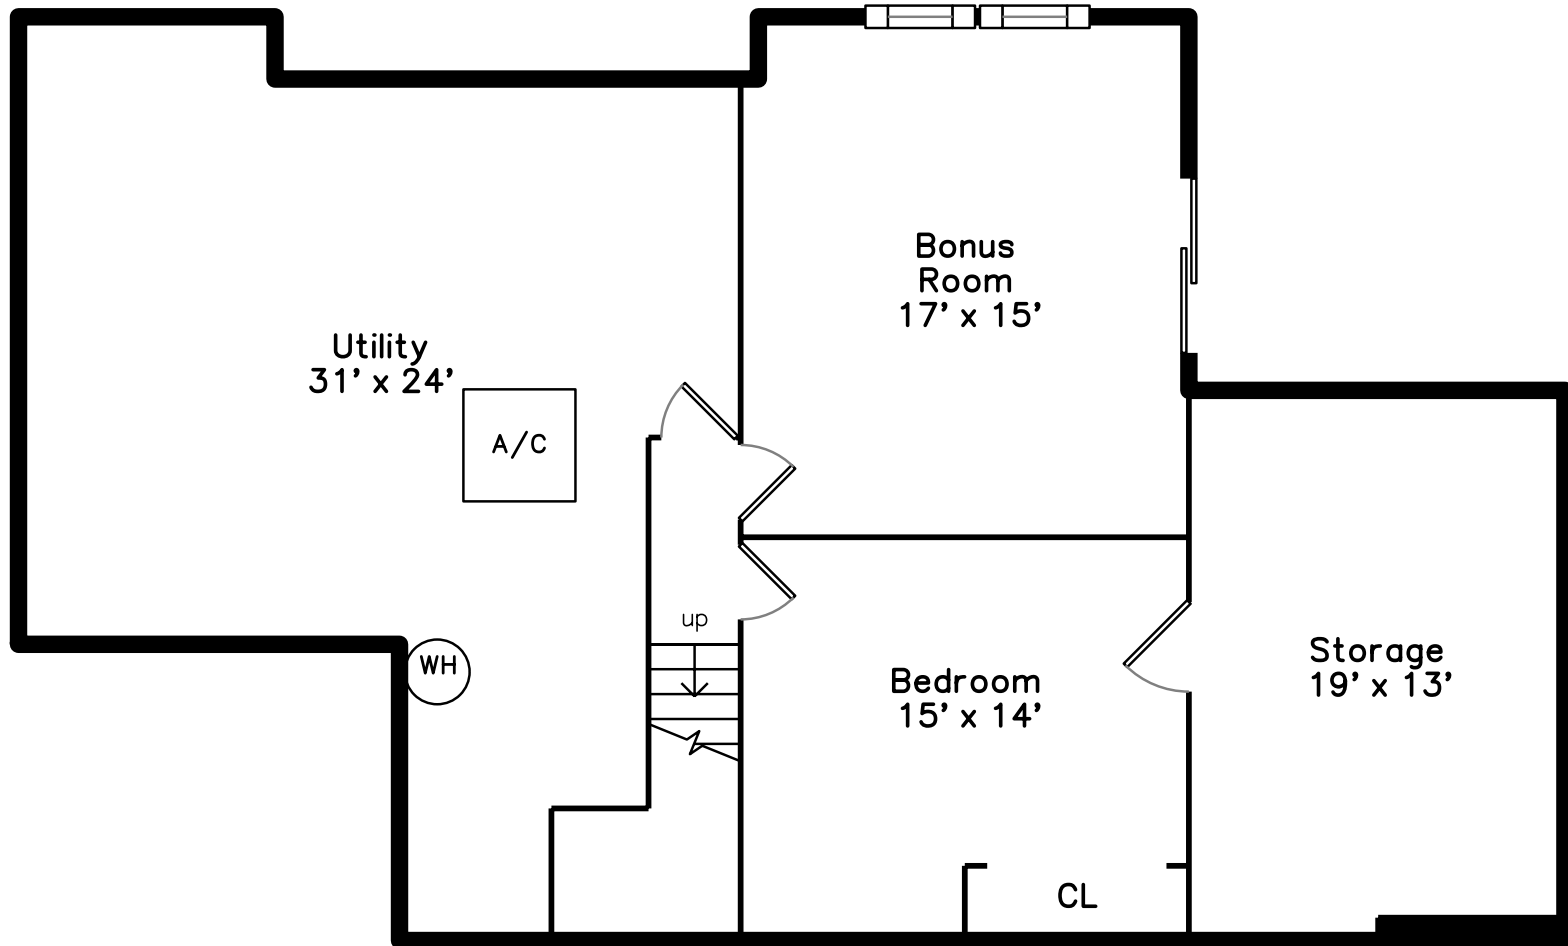 Bonus
Room
17' x 15'
Utility
31' x 24'
A/C
up
WH
Bedroom
15' x 14'
Storage
19' x 13'
CL